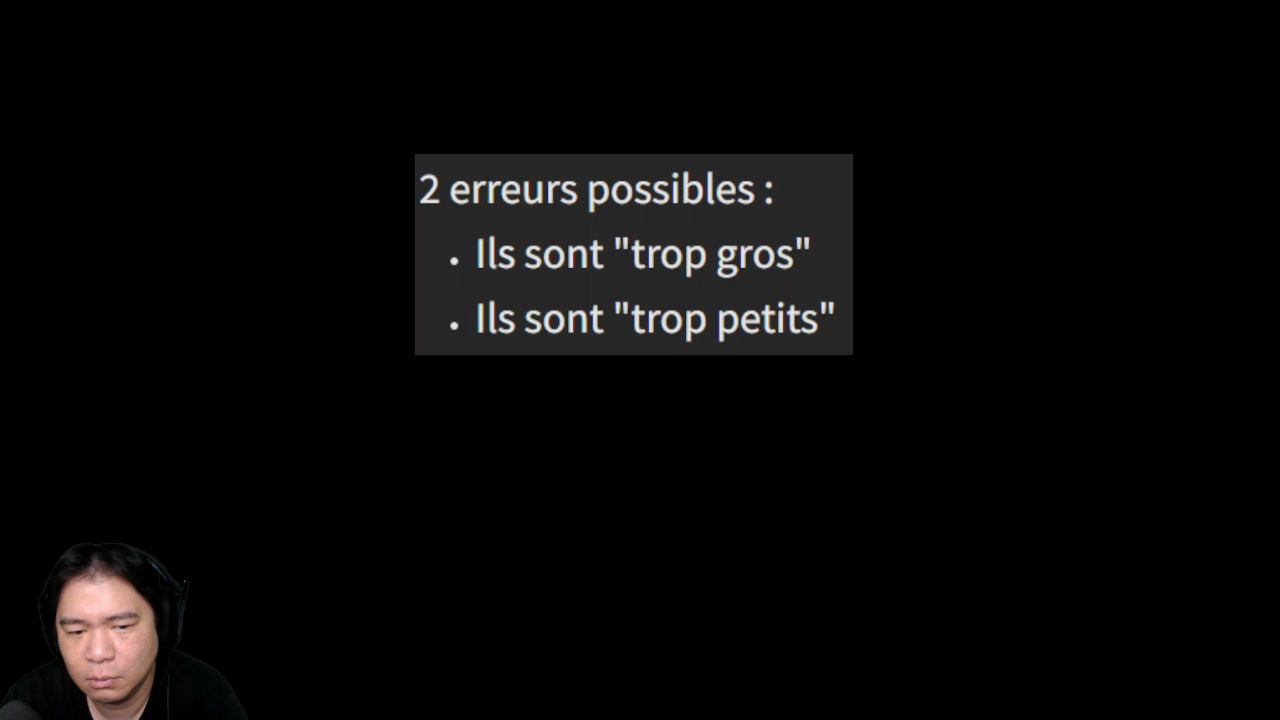 2 erreurs possibles :
• Ils sont "trop gros"
• Ils sont "trop petits"